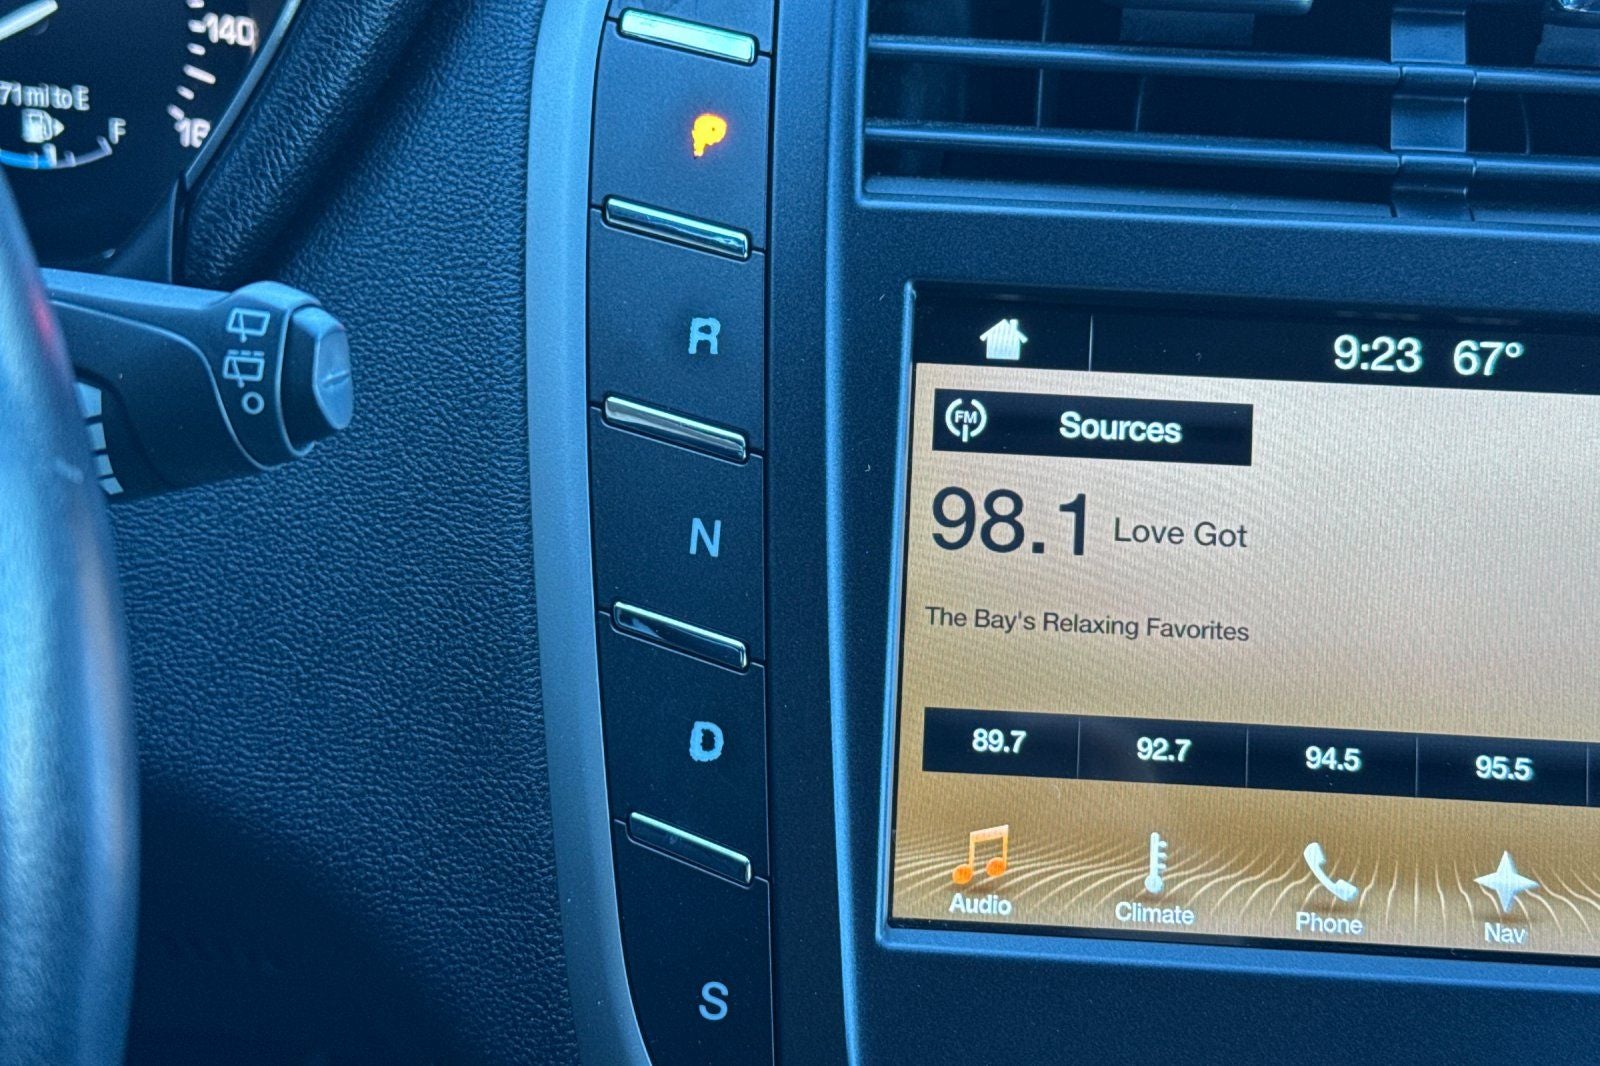 140
71 mi to E
F
P
R
N
D
S
9:23 67°
FM Sources
98.1 Love Got
The Bay's Relaxing Favorites
89.7 92.7 94.5 95.5
Audio Climate Phone Nav